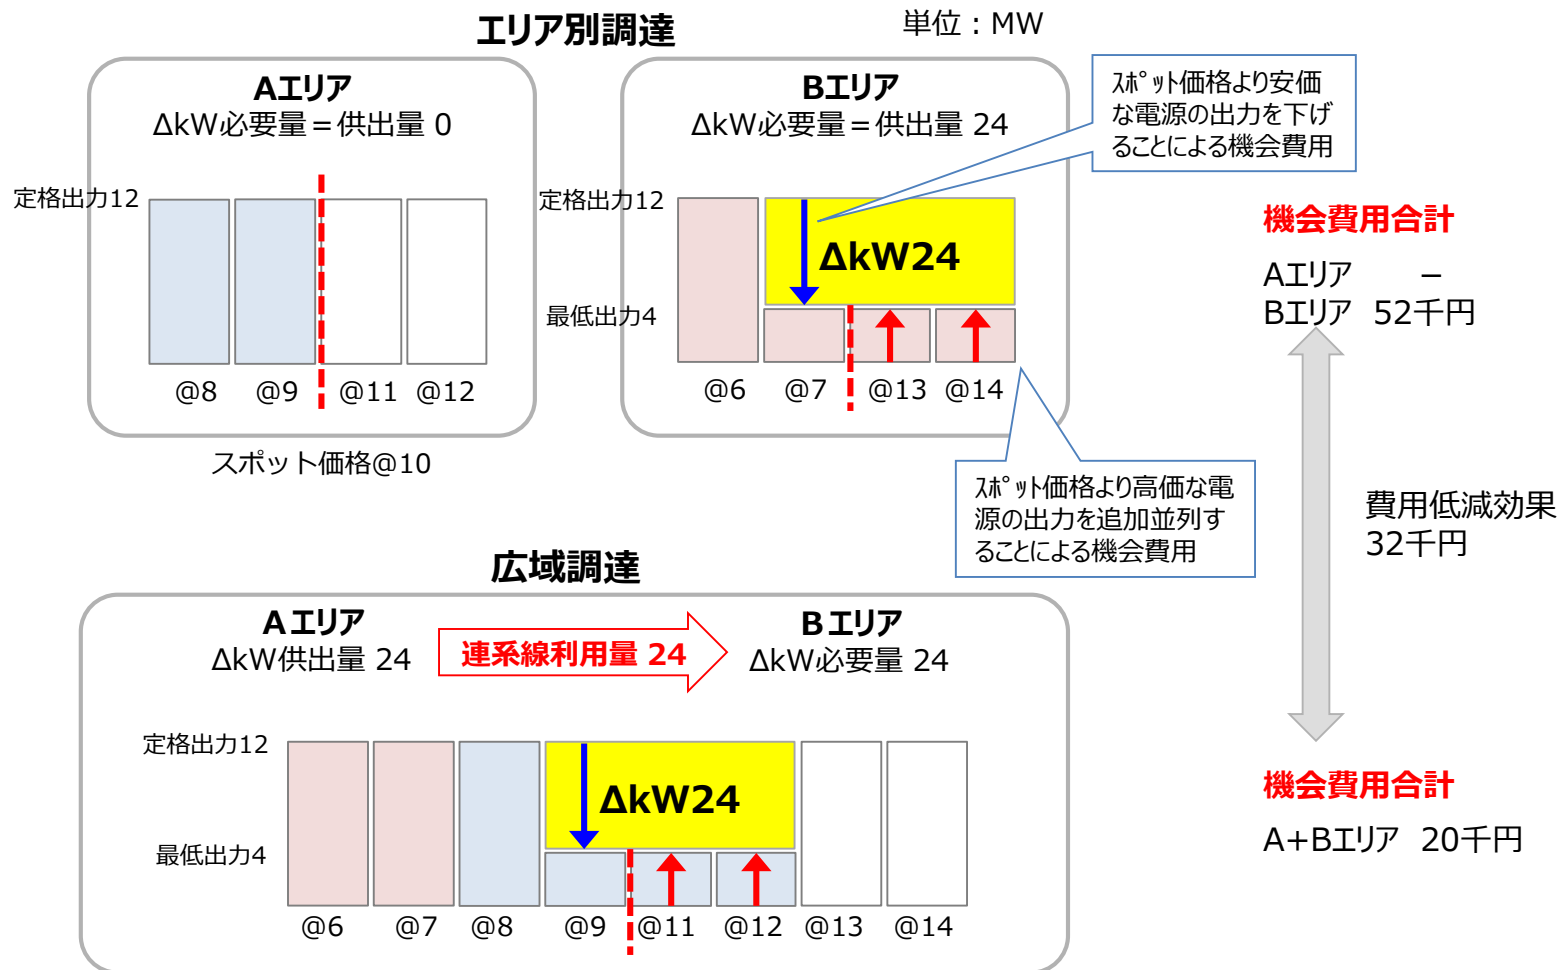 エリア別調達
単位：MW
Aエリア
ΔkW必要量＝供出量 0
定格出力12
@8
@9
@11
@12
スポット価格@10
Bエリア
ΔkW必要量＝供出量 24
定格出力12
最低出力4
ΔkW24
@6
@7
@13
@14
ｽﾎﾟｯﾄ価格より安価
な電源の出力を下げ
ることによる機会費用
ｽﾎﾟｯﾄ価格より高価な電
源の出力を追加並列す
ることによる機会費用
機会費用合計
Aエリア　－
Bエリア 52千円
費用低減効果
32千円
広域調達
Aエリア
ΔkW供出量 24
連系線利用量 24
Bエリア
ΔkW必要量 24
定格出力12
最低出力4
ΔkW24
@6
@7
@8
@9
@11
@12
@13
@14
機会費用合計
A+Bエリア 20千円